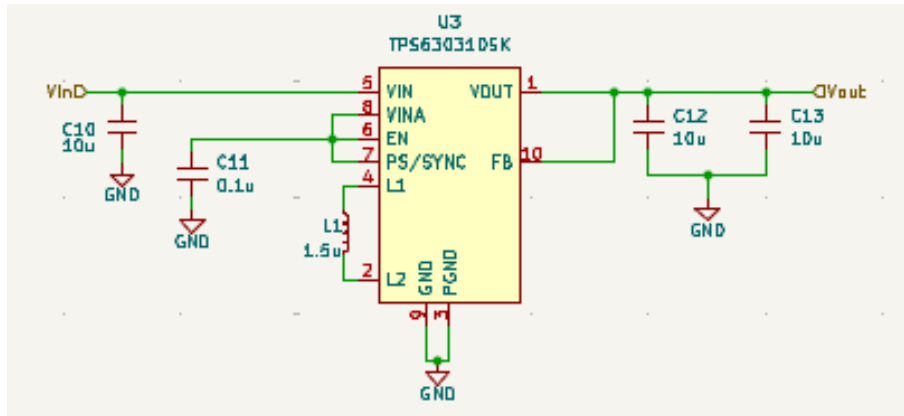 U3
TPS63031DSK
VIn
Vout
5
VIN
VOUT
1
8
VINA
6
EN
7
PS/SYNC
FB
10
4
L1
2
L2
GND
PGND
9
3
GND
C10
10u
GND
C11
0.1u
GND
L1
1.5u
C12
10u
C13
10u
GND